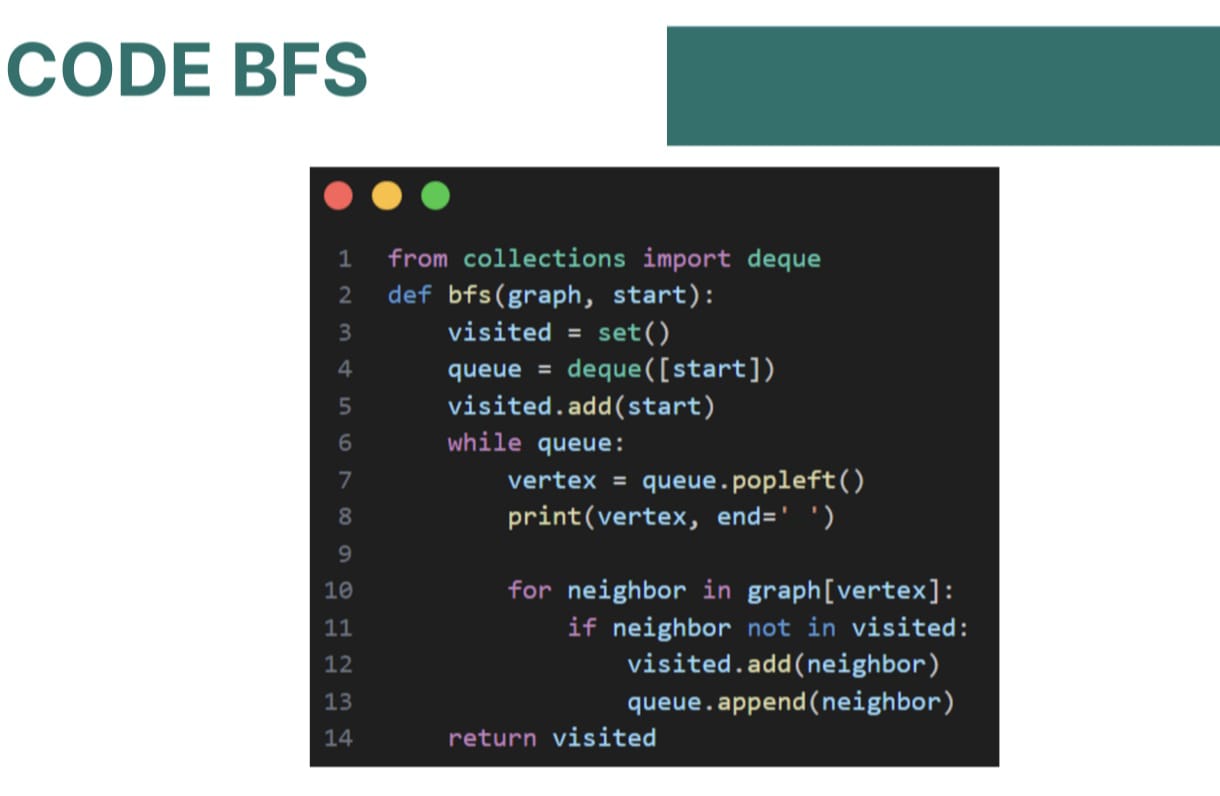 CODE BFS
1 from collections import deque
2 def bfs(graph, start):
3     visited = set()
4     queue = deque([start])
5     visited.add(start)
6     while queue:
7         vertex = queue.popleft()
8         print(vertex, end=' ')
9
10         for neighbor in graph[vertex]:
11             if neighbor not in visited:
12                 visited.add(neighbor)
13                 queue.append(neighbor)
14     return visited